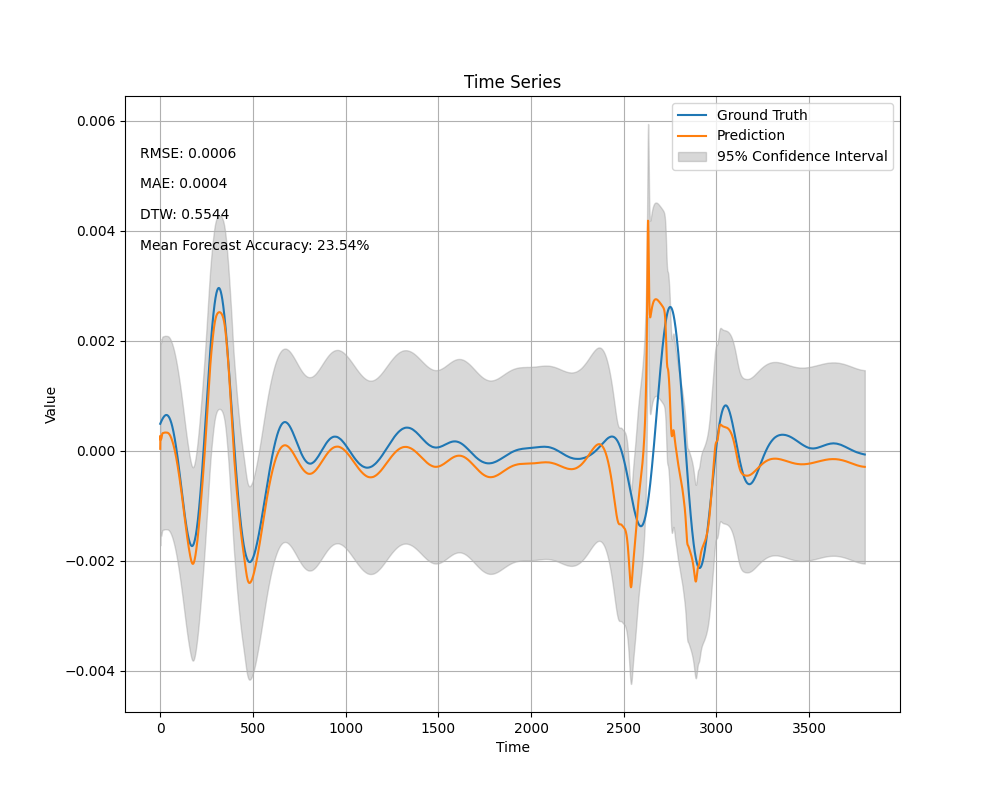 Time Series
Ground Truth
Prediction
95% Confidence Interval
RMSE: 0.0006
MAE: 0.0004
DTW: 0.5544
Mean Forecast Accuracy: 23.54%
Value
0.006
0.004
0.002
0.000
−0.002
−0.004
0 500 1000 1500 2000 2500 3000 3500
Time